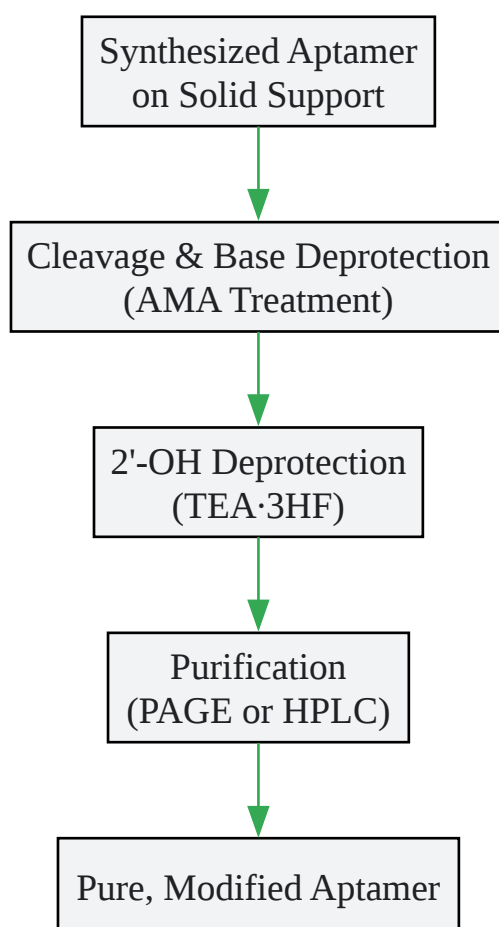 Synthesized Aptamer
on Solid Support
Cleavage & Base Deprotection
(AMA Treatment)
2'-OH Deprotection
(TEA·3HF)
Purification
(PAGE or HPLC)
Pure, Modified Aptamer